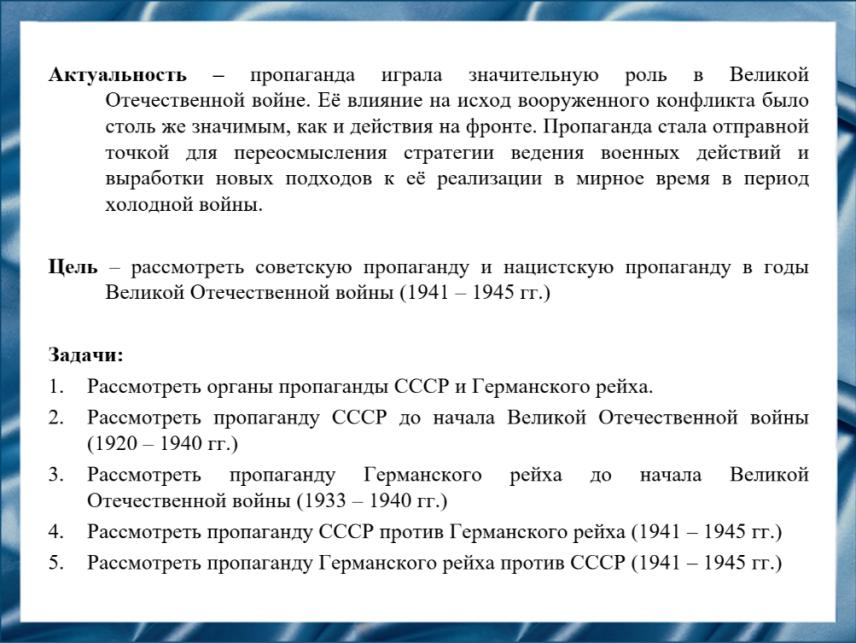 Актуальность – пропаганда играла значительную роль в Великой
Отечественной войне. Её влияние на исход вооруженного конфликта было
столь же значимым, как и действия на фронте. Пропаганда стала отправной
точкой для переосмысления стратегии ведения военных действий и
выработки новых подходов к её реализации в мирное время в период
холодной войны.
Цель – рассмотреть советскую пропаганду и нацистскую пропаганду в годы
Великой Отечественной войны (1941 – 1945 гг.)
Задачи:
1. Рассмотреть органы пропаганды СССР и Германского рейха.
2. Рассмотреть пропаганду СССР до начала Великой Отечественной войны
(1920 – 1940 гг.)
3. Рассмотреть пропаганду Германского рейха до начала Великой
Отечественной войны (1933 – 1940 гг.)
4. Рассмотреть пропаганду СССР против Германского рейха (1941 – 1945 гг.)
5. Рассмотреть пропаганду Германского рейха против СССР (1941 – 1945 гг.)